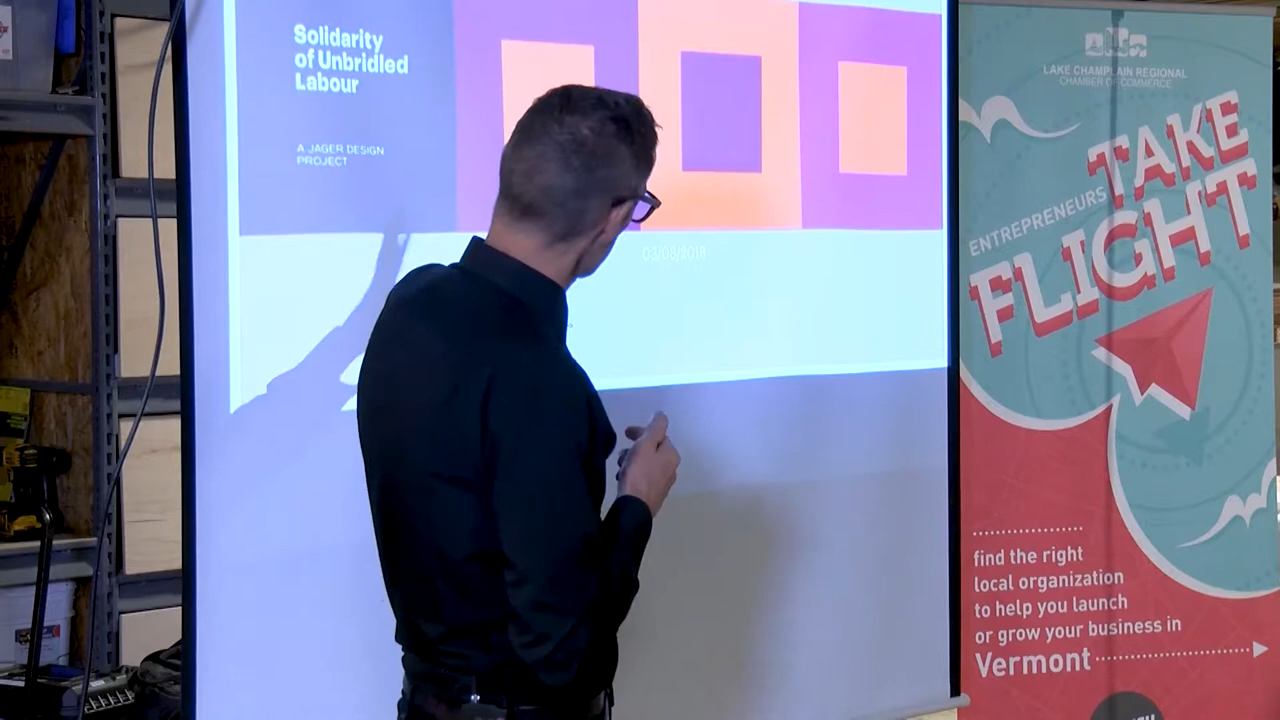 Solidarity
of Unbridled
Labour
A JAGER DESIGN
PROJECT
03/08/2018
LAKE CHAMPLAIN REGIONAL
CHAMBER OF COMMERCE
ENTREPRENEURS
TAKE
FLIGHT
find the right
local organization
to help you launch
or grow your business in
Vermont